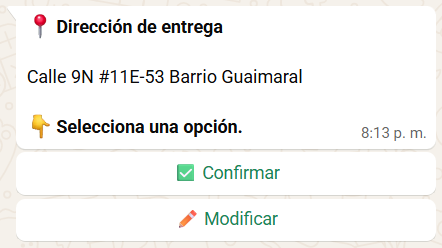 📍 Dirección de entrega
Calle 9N #11E-53 Barrio Guaimaral
👇 Selecciona una opción.
8:13 p. m.
✅ Confirmar
✏️ Modificar